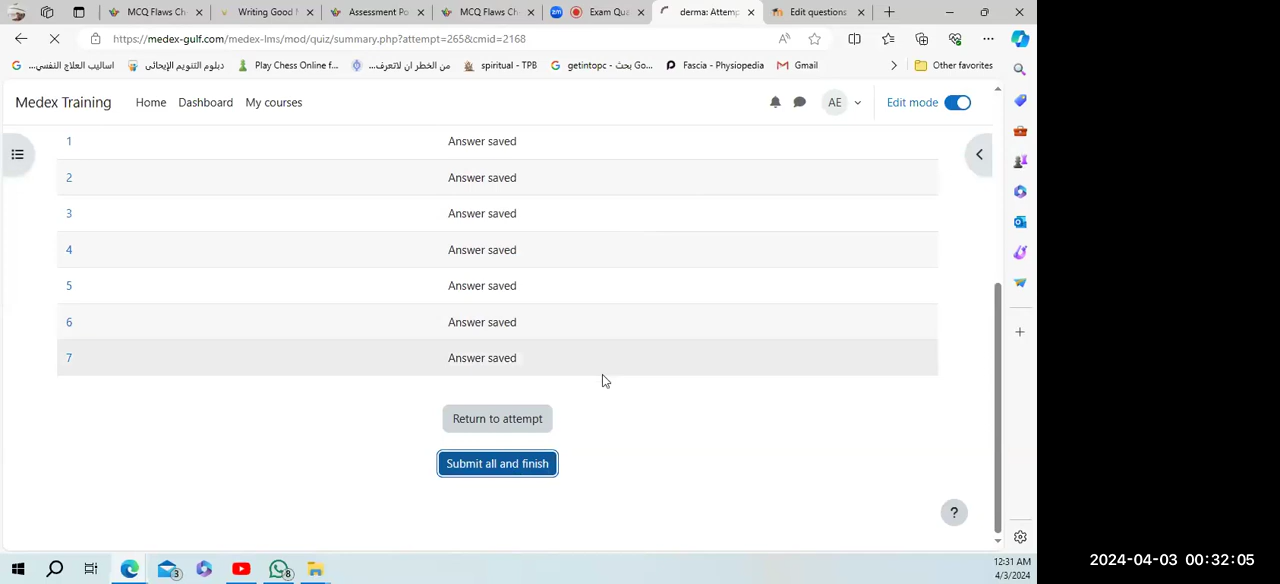 MCQ Flaws Ch
Writing Good
Assessment Po
MCQ Flaws Ch
zm
Exam Qu
derma: Attemp
Edit questions
https://medex-gulf.com/medex-lms/mod/quiz/summary.php?attempt=265&cmid=2168
اساليب العلاج النفسي...
دبلوم التنويم الإيحائى
Play Chess Online f...
من الخطر ان لاتعرف...
spiritual - TPB
getintopc - بحث Go...
Fascia - Physiopedia
Gmail
Other favorites
Medex Training
Home
Dashboard
My courses
AE
Edit mode
1 Answer saved
2 Answer saved
3 Answer saved
4 Answer saved
5 Answer saved
6 Answer saved
7 Answer saved
Return to attempt
Submit all and finish
?
3
8
12:31 AM
4/3/2024
2024-04-03 00:32:05